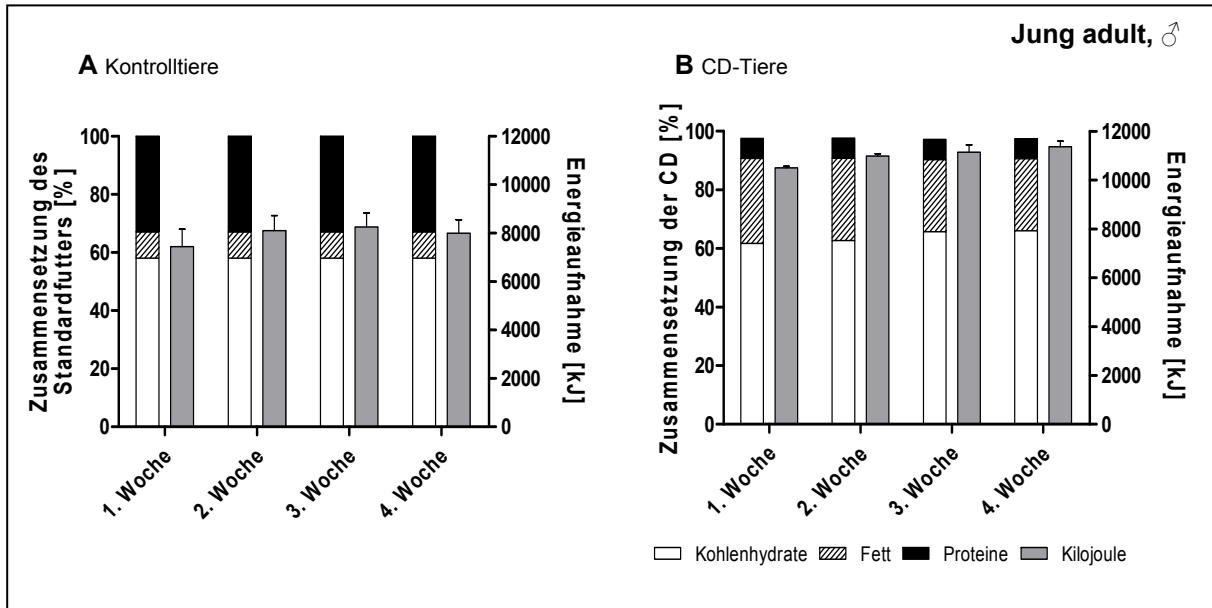 Jung adult, ♂
A Kontrolltiere
Zusammensetzung des
Standardfutters [%]
100
80
60
40
20
0
12000
10000
8000
6000
4000
2000
0
Energieaufnahme [kJ]
1. Woche
2. Woche
3. Woche
4. Woche
B CD-Tiere
Zusammensetzung der CD [%]
100
80
60
40
20
0
12000
10000
8000
6000
4000
2000
0
Energieaufnahme [kJ]
1. Woche
2. Woche
3. Woche
4. Woche
Kohlenhydrate Fett Proteine Kilojoule